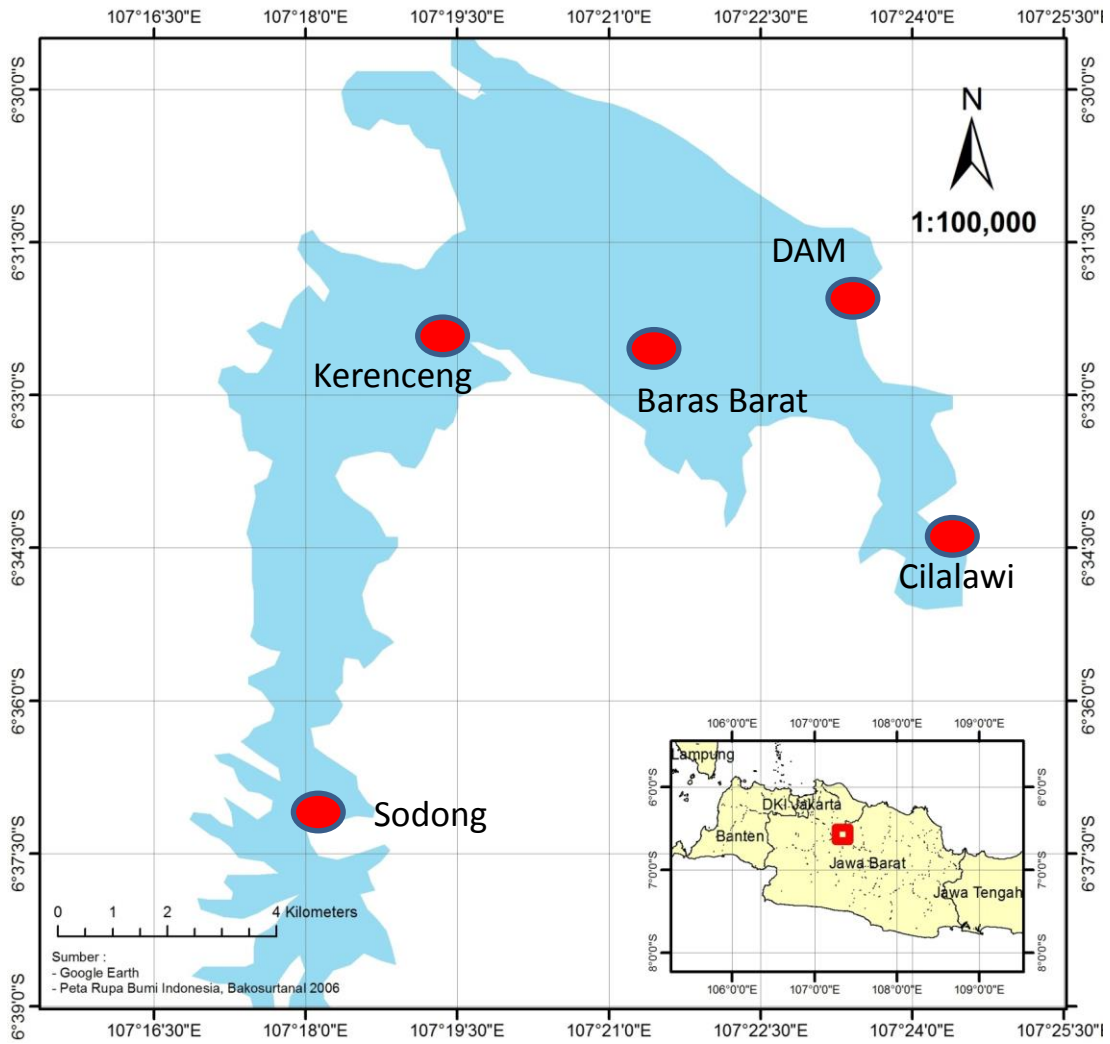 107°16'30"E 107°18'0"E 107°19'30"E 107°21'0"E 107°22'30"E 107°24'0"E 107°25'30"E
6°30'0"S 6°30'0"S
N
1:100,000
6°31'30"S 6°31'30"S
DAM
Kerenceng
Baras Barat
6°33'0"S 6°33'0"S
6°34'30"S 6°34'30"S
Cilalawi
6°36'0"S 6°36'0"S
Sodong
6°37'30"S 6°37'30"S
106°0'0"E 107°0'0"E 108°0'0"E 109°0'0"E
Lampung
6°0'0"S 6°0'0"S
DKI Jakarta
Banten
Jawa Barat
7°0'0"S 7°0'0"S
Jawa Tengah
8°0'0"S 8°0'0"S
106°0'0"E 107°0'0"E 108°0'0"E 109°0'0"E
0 1 2 4 Kilometers
Sumber :
- Google Earth
- Peta Rupa Bumi Indonesia, Bakosurtanal 2006
6°39'0"S 6°39'0"S
107°16'30"E 107°18'0"E 107°19'30"E 107°21'0"E 107°22'30"E 107°24'0"E 107°25'30"E